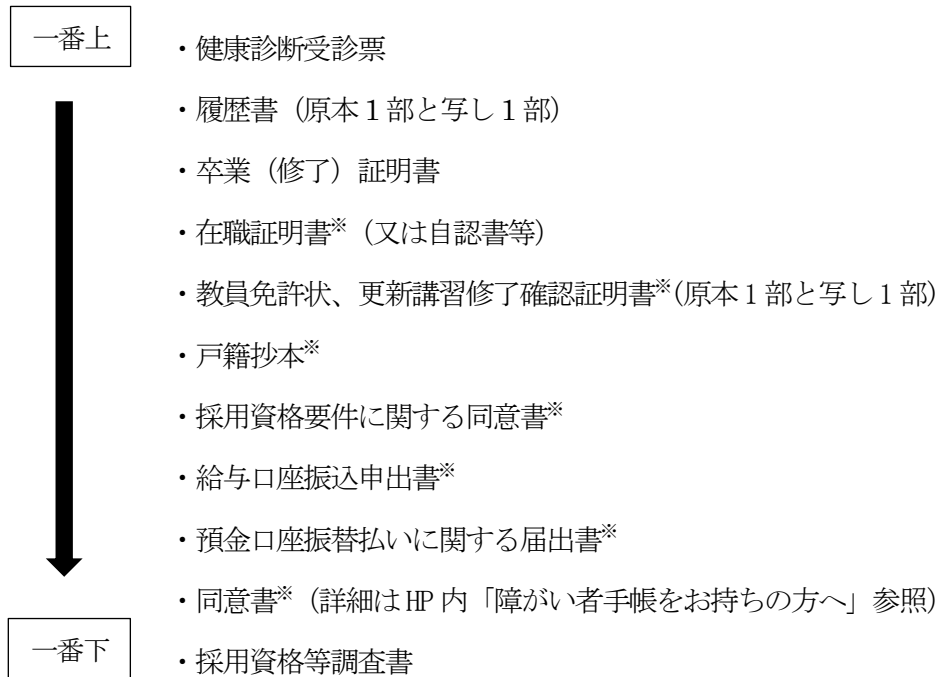 一番上
・健康診断受診票
・履歴書（原本１部と写し１部）
・卒業（修了）証明書
・在職証明書※（又は自認書等）
・教員免許状、更新講習修了確認証明書※(原本１部と写し１部)
・戸籍抄本※
・採用資格要件に関する同意書※
・給与口座振込申出書※
・預金口座振替払いに関する届出書※
・同意書※（詳細はHP内「障がい者手帳をお持ちの方へ」参照）
一番下
・採用資格等調査書